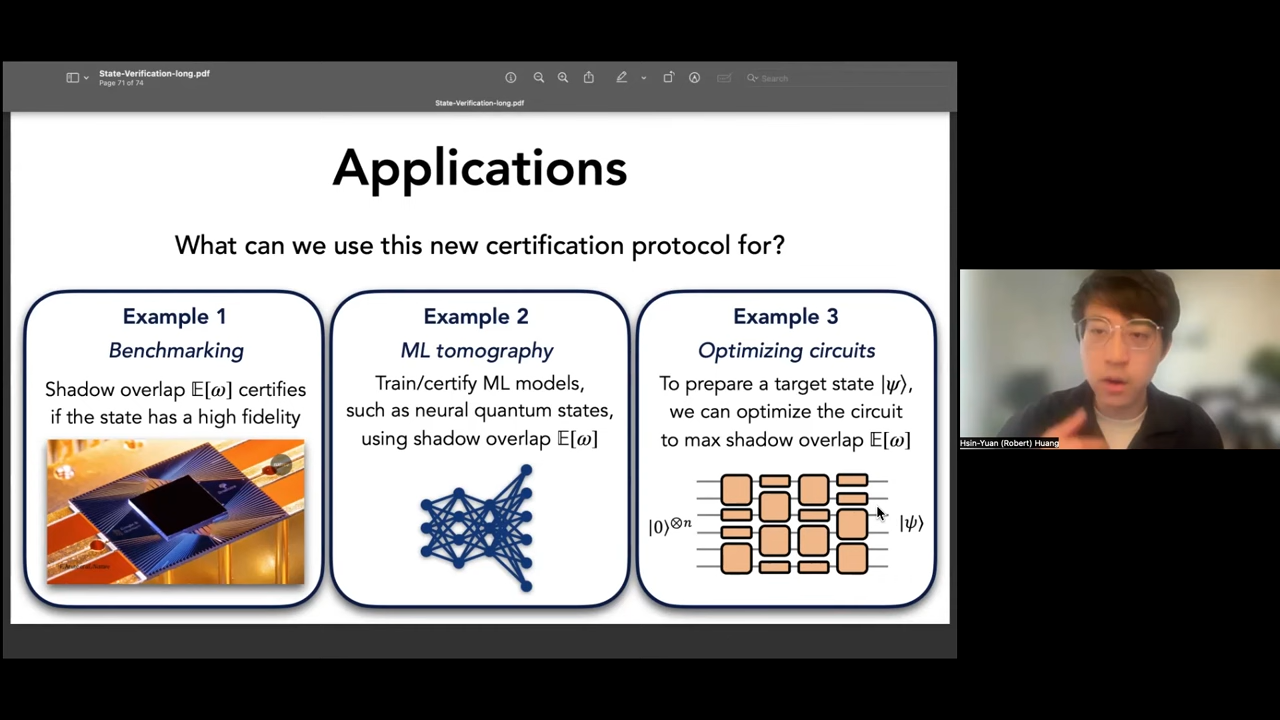 State-Verification-long.pdf
Page 71 of 74
Search
State-Verification-long.pdf
Applications
What can we use this new certification protocol for?
Example 1
Benchmarking
Shadow overlap 𝔼[ω] certifies
if the state has a high fidelity
Example 2
ML tomography
Train/certify ML models,
such as neural quantum states,
using shadow overlap 𝔼[ω]
Example 3
Optimizing circuits
To prepare a target state |ψ⟩,
we can optimize the circuit
to max shadow overlap 𝔼[ω]
|0⟩⊗n
|ψ⟩
Hsin-Yuan (Robert) Huang